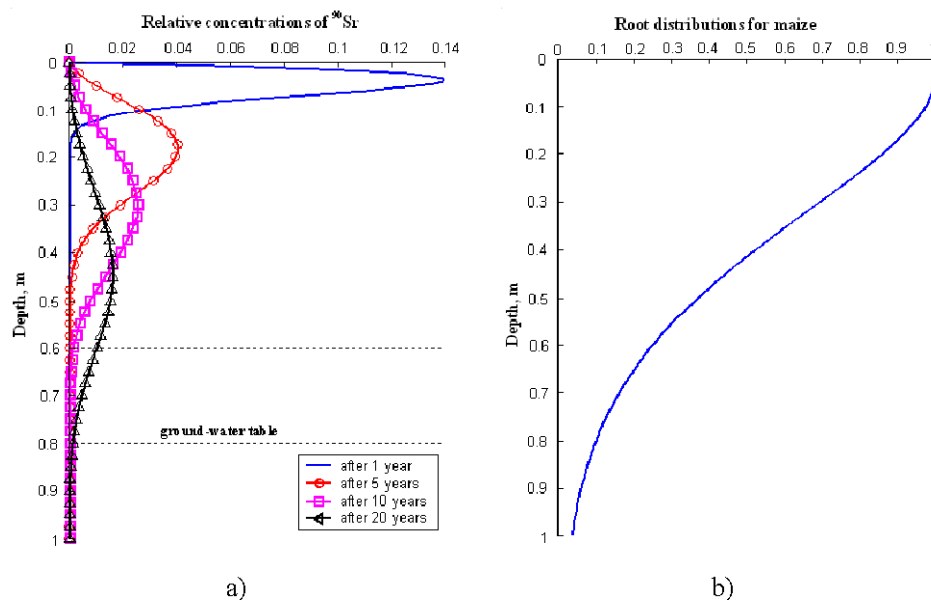 Relative concentrations of ⁹⁰Sr
0 0.02 0.04 0.06 0.08 0.1 0.12 0.14
0
0.1
0.2
0.3
0.4
0.5
0.6
0.7
0.8
0.9
1
Depth, m
ground-water table
after 1 year
after 5 years
after 10 years
after 20 years
a)
Root distributions for maize
0 0.1 0.2 0.3 0.4 0.5 0.6 0.7 0.8 0.9 1
0
0.1
0.2
0.3
0.4
0.5
0.6
0.7
0.8
0.9
1
Depth, m
b)